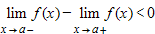 lim f(x) − lim f(x) < 0
x→a−    x→a+